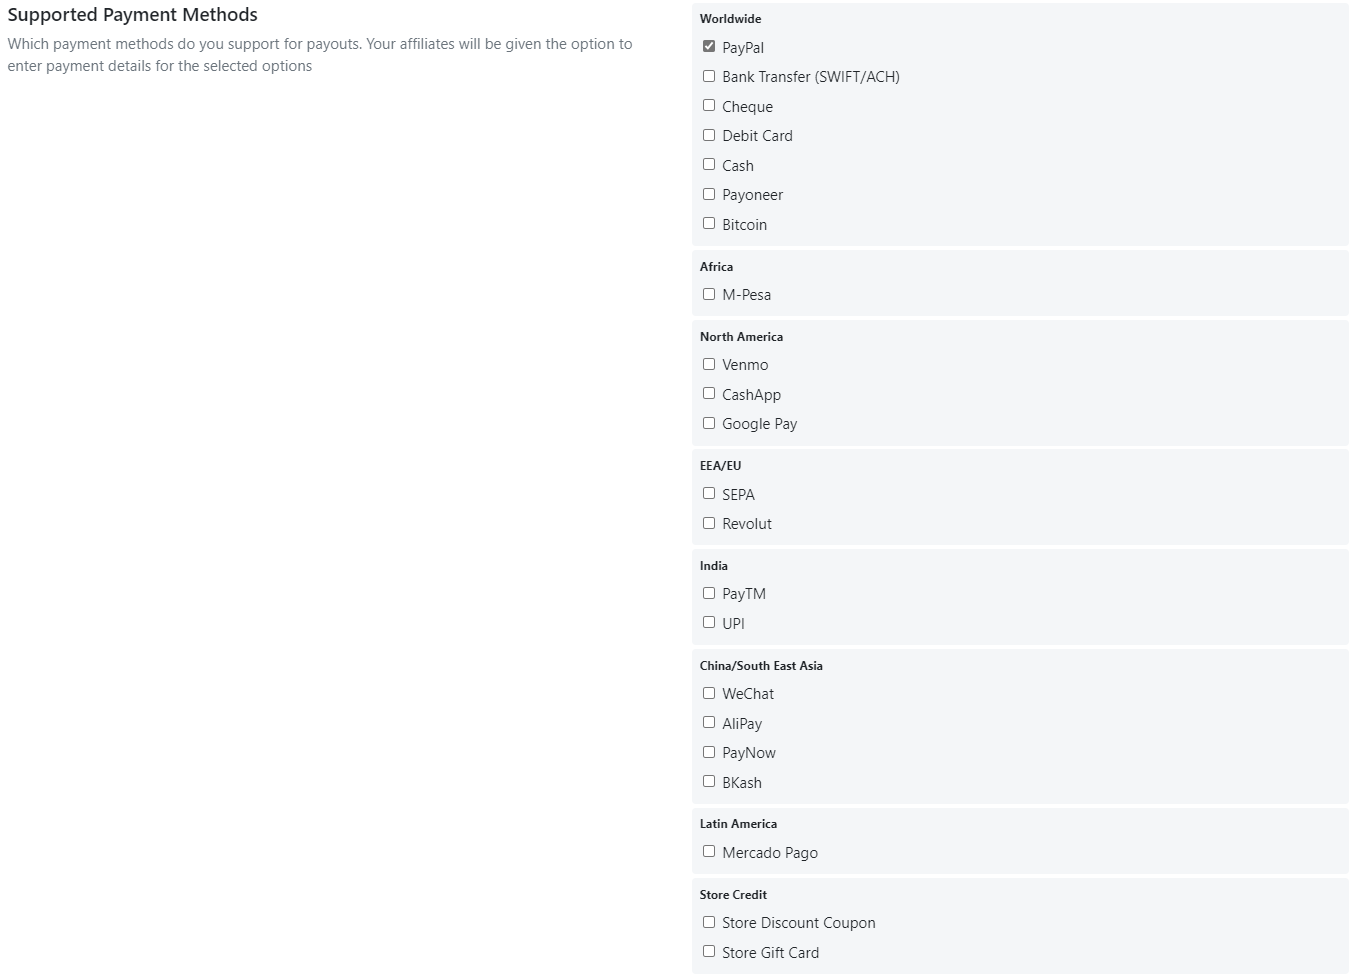 Supported Payment Methods
Which payment methods do you support for payouts. Your affiliates will be given the option to
enter payment details for the selected options
Worldwide
PayPal
Bank Transfer (SWIFT/ACH)
Cheque
Debit Card
Cash
Payoneer
Bitcoin
Africa
M-Pesa
North America
Venmo
CashApp
Google Pay
EEA/EU
SEPA
Revolut
India
PayTM
UPI
China/South East Asia
WeChat
AliPay
PayNow
BKash
Latin America
Mercado Pago
Store Credit
Store Discount Coupon
Store Gift Card